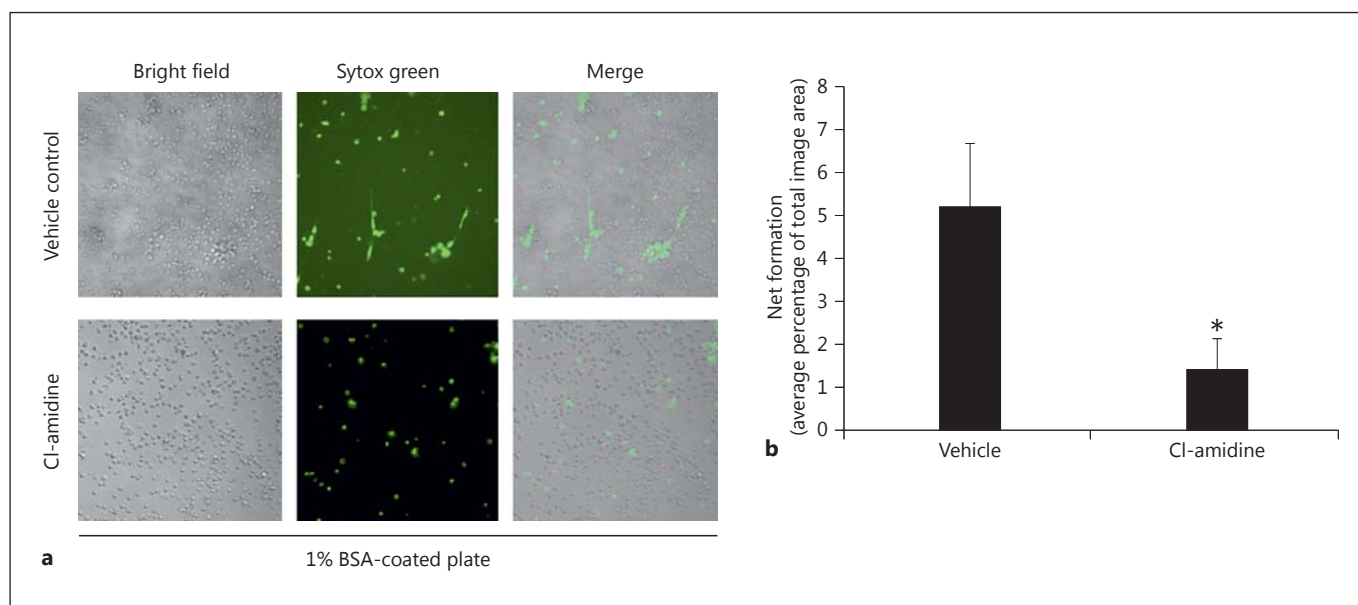 Bright field
Sytox green
Merge
Vehicle control
Cl-amidine
1% BSA-coated plate
a
Net formation
(average percentage of total image area)
8
7
6
5
4
3
2
1
0
*
Vehicle
Cl-amidine
b